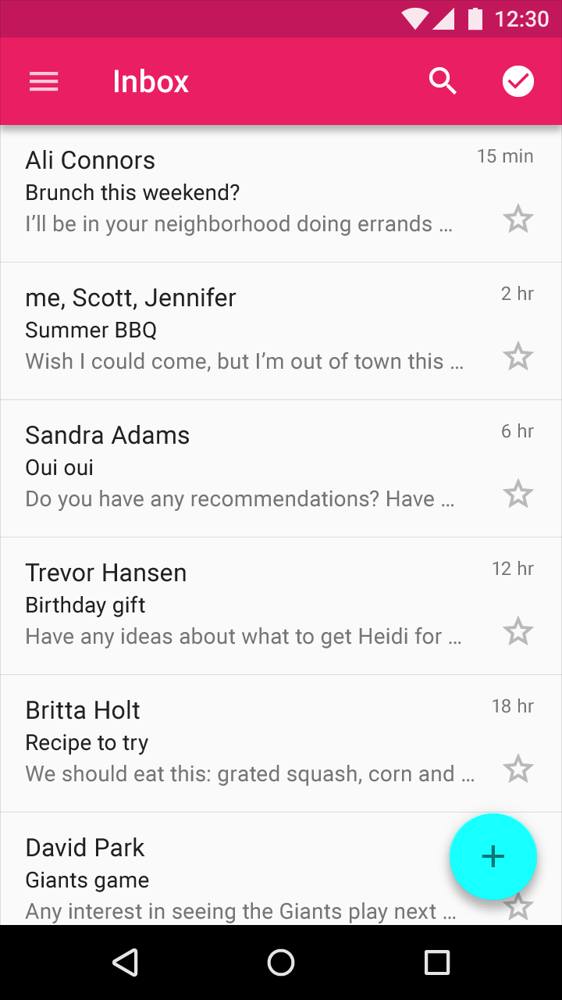 12:30
Inbox
Ali Connors
15 min
Brunch this weekend?
I’ll be in your neighborhood doing errands …
me, Scott, Jennifer
2 hr
Summer BBQ
Wish I could come, but I’m out of town this …
Sandra Adams
6 hr
Oui oui
Do you have any recommendations? Have …
Trevor Hansen
12 hr
Birthday gift
Have any ideas about what to get Heidi for …
Britta Holt
18 hr
Recipe to try
We should eat this: grated squash, corn and …
David Park
Giants game
Any interest in seeing the Giants play next …